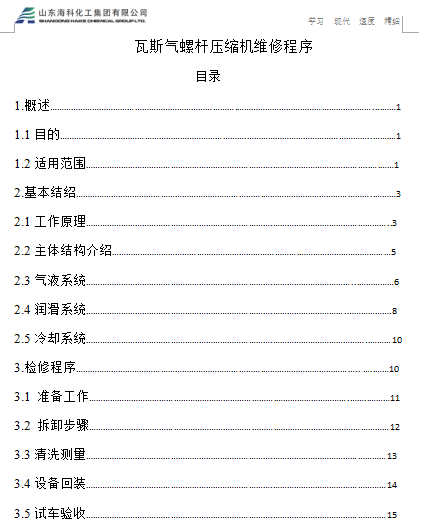 山东海科化工集团有限公司
SHANDONG HAIKE CHEMICAL GROUP LTD.
学习 现代 速度 精细
瓦斯气螺杆压缩机维修程序
目录
1.概述 1
1.1 目的 1
1.2 适用范围 1
2.基本结绍 3
2.1 工作原理 3
2.2 主体结构介绍 5
2.3 气液系统 6
2.4 润滑系统 8
2.5 冷却系统 10
3.检修程序 10
3.1 准备工作 11
3.2 拆卸步骤 12
3.3 清洗测量 13
3.4 设备回装 14
3.5 试车验收 15